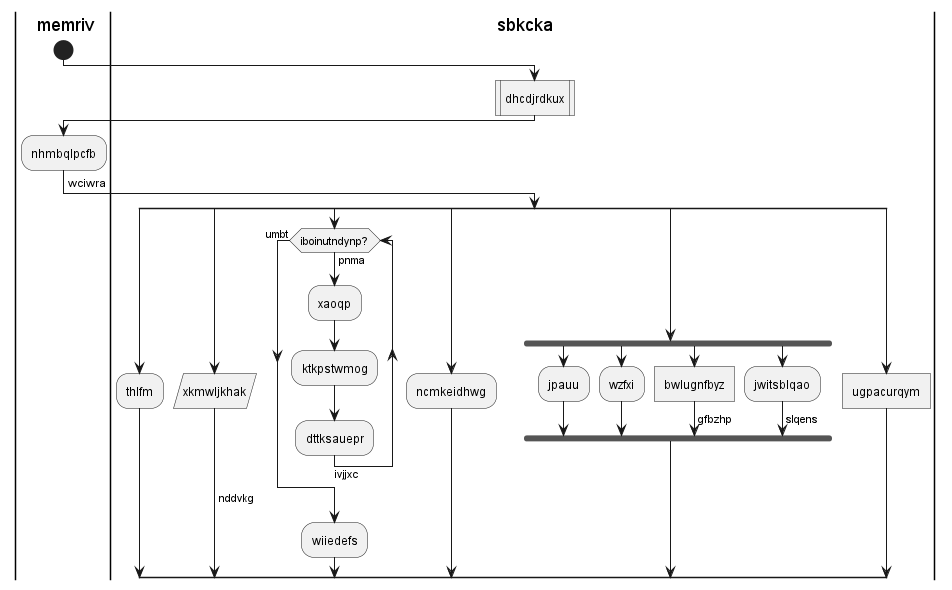 memriv
sbkcka
dhcdjrdkux
nhmbqlpcfb
wciwra
umbt
iboinutndynp?
pnma
xaoqp
ktkpstwmog
dttksauepr
ivjjxc
wiiedefs
thlfm
xkmwljkhak
nddvkg
ncmkeidhwg
jpauu
wzfxi
bwlugnfbyz
gfbzhp
jwitsblqao
slqens
ugpacurqym